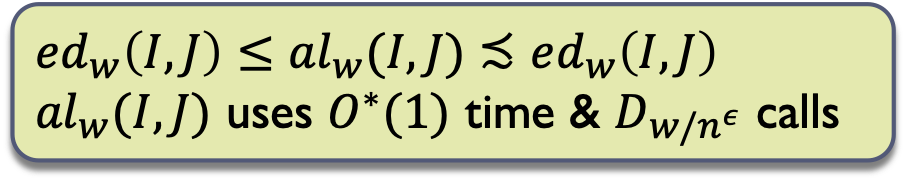 ed_w(I,J) ≤ al_w(I,J) ⪷ ed_w(I,J)
al_w(I,J) uses O*(1) time & D_{w/n^ϵ} calls